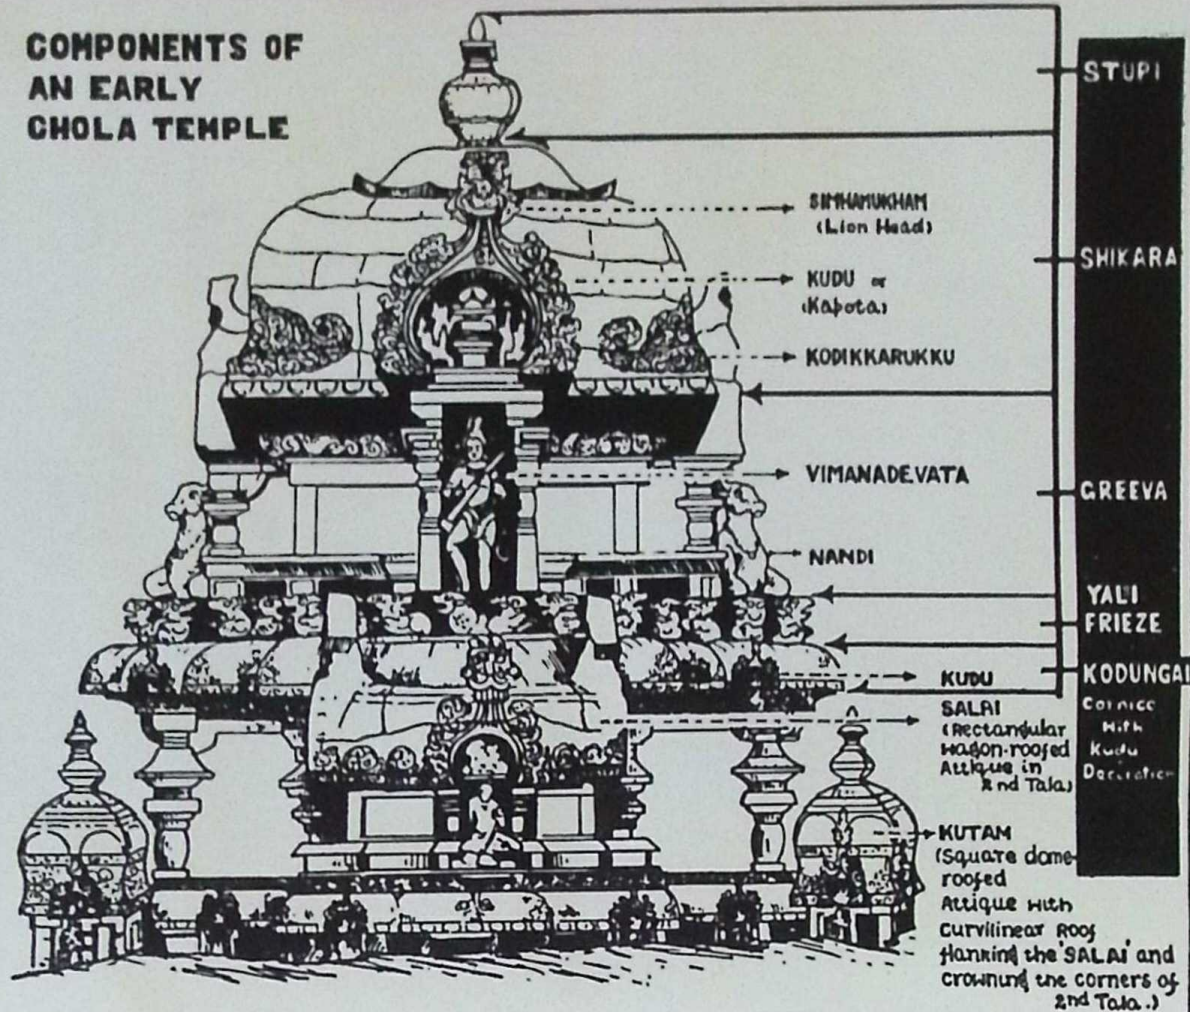 COMPONENTS OF
AN EARLY
CHOLA TEMPLE
STUPI
SIMHAMUKHAM
(Lion Head)
SHIKARA
KUDU or
(Kapota)
KODIKKARUKKU
VIMANADEVATA
GREEVA
NANDI
YALI
FRIEZE
KODUNGAI
Cornice
With
Kudu
Decoration
KUDU
SALAI
(Rectangular
wagon-roofed
Attique in
2nd Tala)
KUTAM
(Square dome-
roofed
Attique with
Curvilinear Roof
flanking the 'SALAI' and
Crowning the corners of
2nd Tala.)